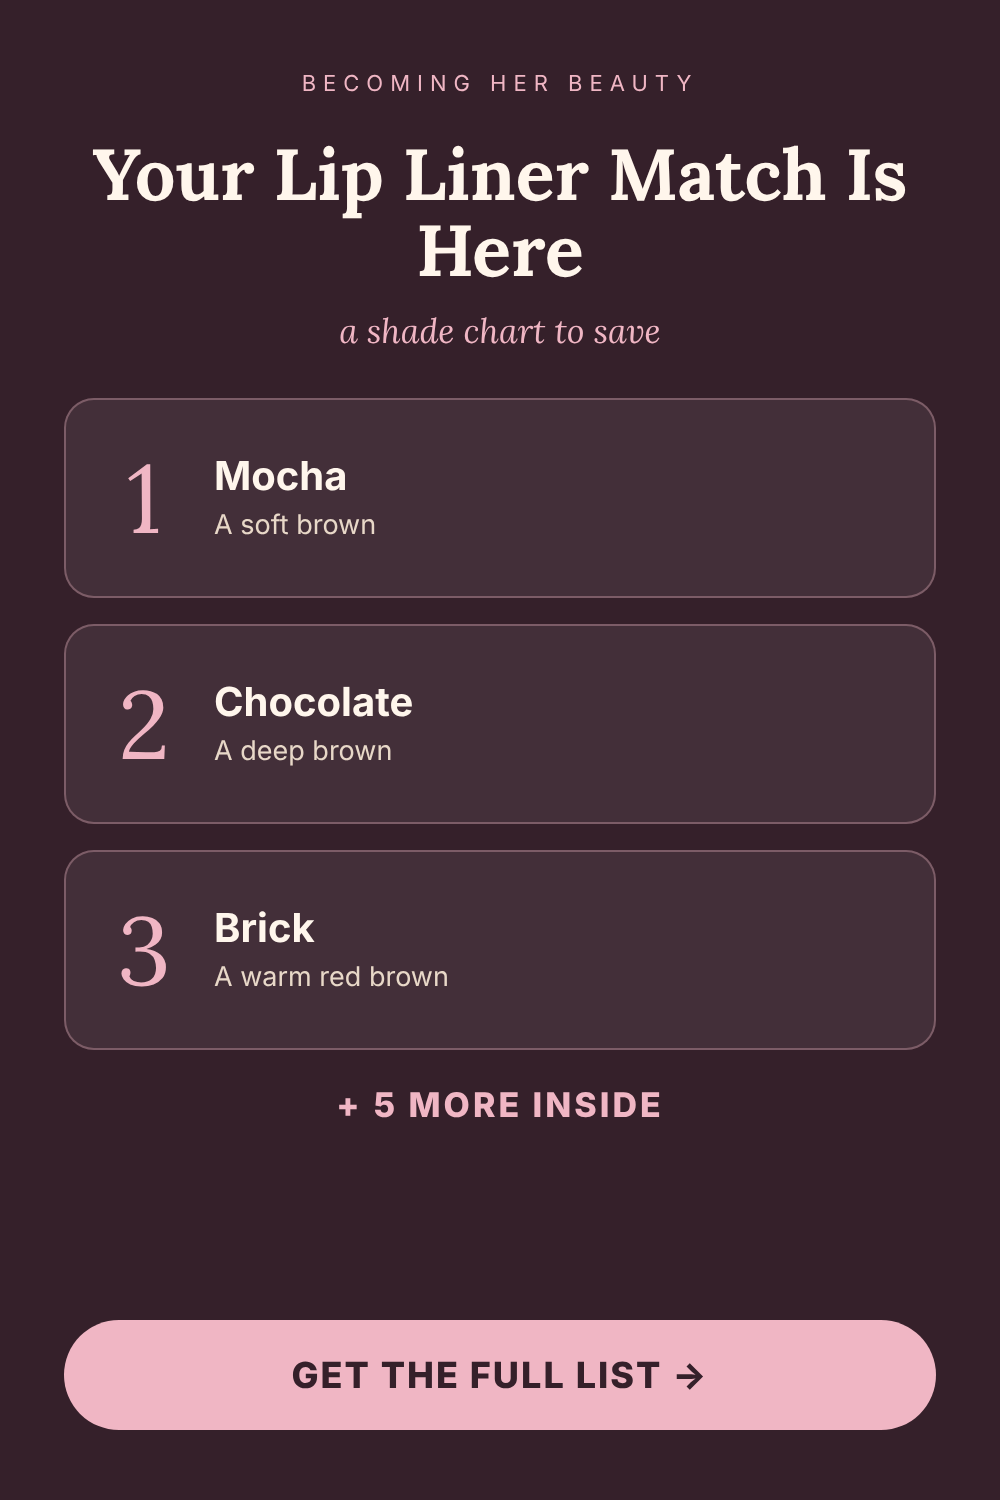 BECOMING HER BEAUTY
Your Lip Liner Match Is
Here
a shade chart to save
1
Mocha
A soft brown
2
Chocolate
A deep brown
3
Brick
A warm red brown
+ 5 MORE INSIDE
GET THE FULL LIST →